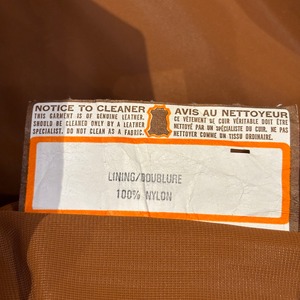 NOTICE TO CLEANER
THIS GARMENT IS OF GENUINE LEATHER.
SHOULD BE CLEANED ONLY BY A LEATHER
SPECIALIST. DO NOT CLEAN AS A FABRIC.
AVIS AU NETTOYEUR
CE VÊTEMENT DE CUIR VÉRITABLE DOIT ÊTRE
NETTOYÉ PAR UN SPÉCIALISTE DU CUIR. NE PAS
NETTOYER COMME UN TISSU ORDINAIRE.
LINING/DOUBLURE
100% NYLON